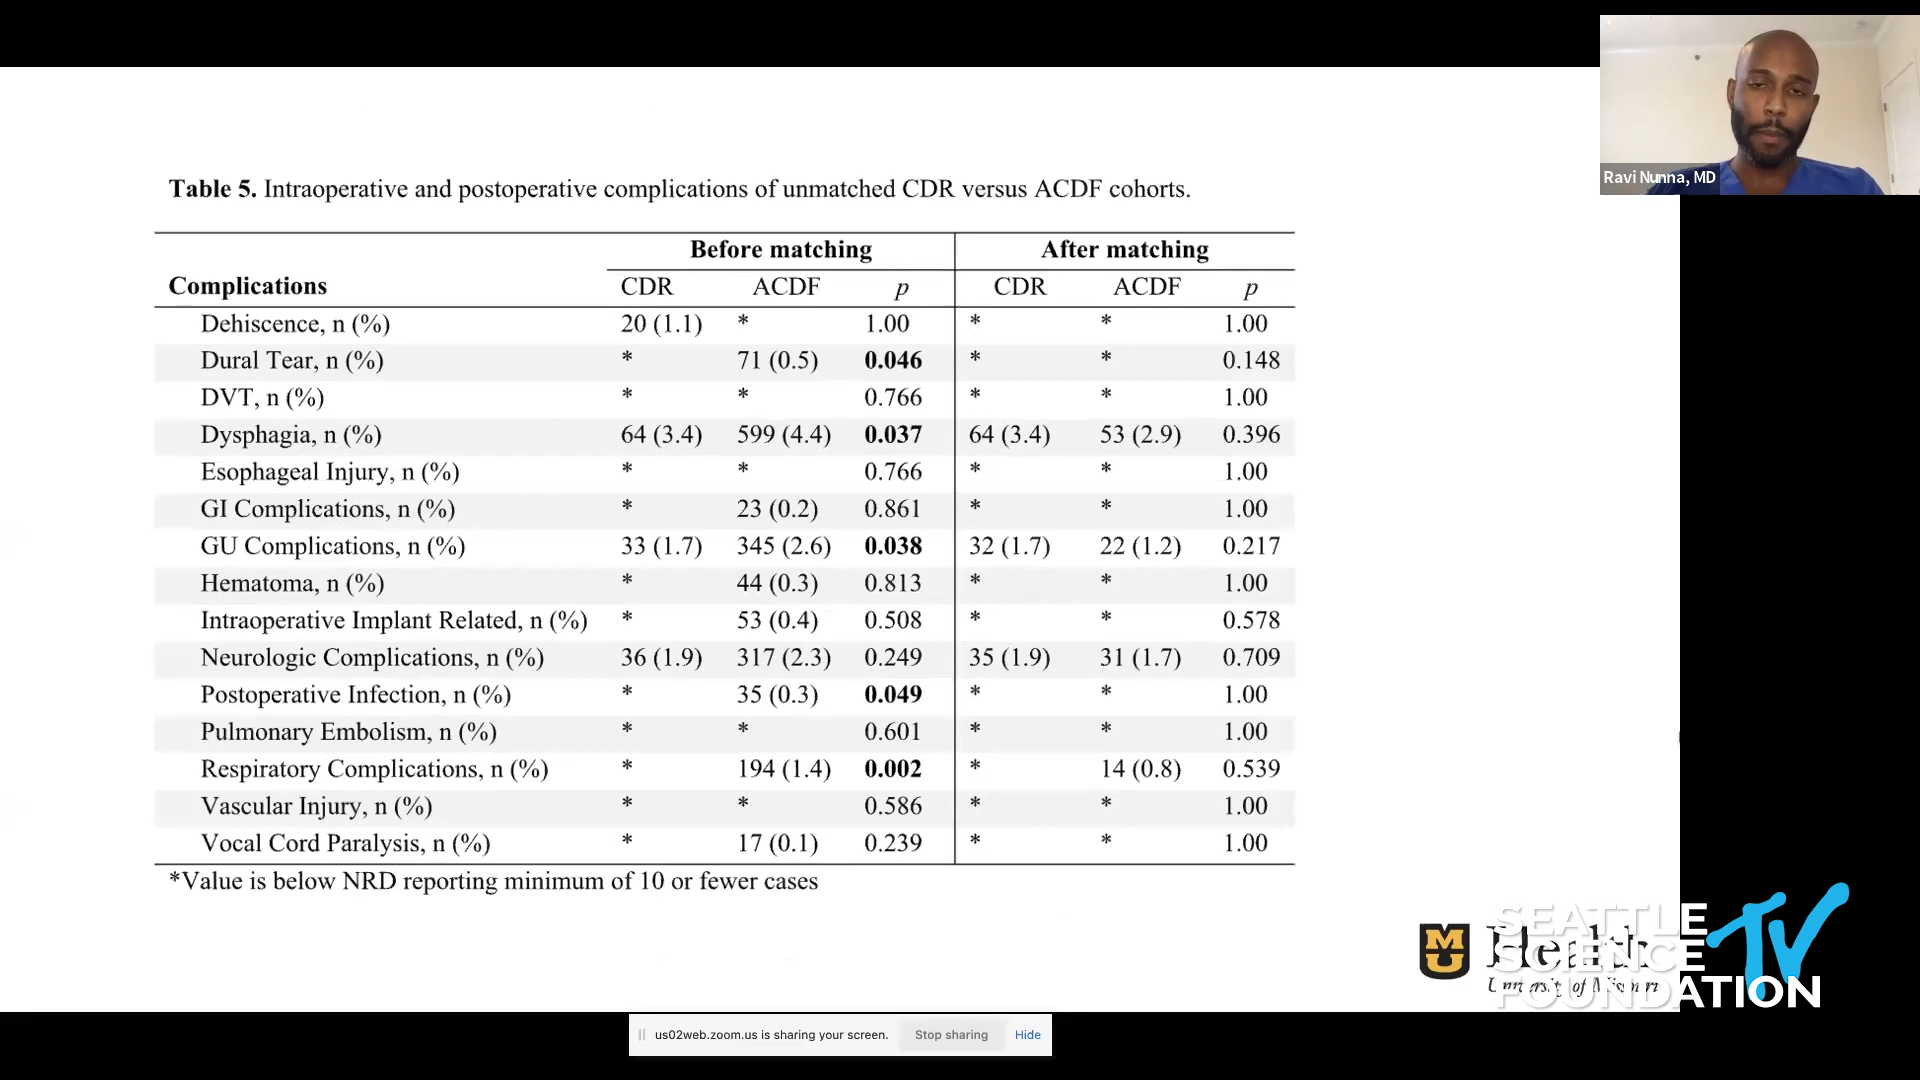 Ravi Nunna, MD
Table 5. Intraoperative and postoperative complications of unmatched CDR versus ACDF cohorts.
Before matching After matching
Complications CDR ACDF p CDR ACDF p
Dehiscence, n (%) 20 (1.1) * 1.00 * * 1.00
Dural Tear, n (%) * 71 (0.5) 0.046 * * 0.148
DVT, n (%) * * 0.766 * * 1.00
Dysphagia, n (%) 64 (3.4) 599 (4.4) 0.037 64 (3.4) 53 (2.9) 0.396
Esophageal Injury, n (%) * * 0.766 * * 1.00
GI Complications, n (%) * 23 (0.2) 0.861 * * 1.00
GU Complications, n (%) 33 (1.7) 345 (2.6) 0.038 32 (1.7) 22 (1.2) 0.217
Hematoma, n (%) * 44 (0.3) 0.813 * * 1.00
Intraoperative Implant Related, n (%) * 53 (0.4) 0.508 * * 0.578
Neurologic Complications, n (%) 36 (1.9) 317 (2.3) 0.249 35 (1.9) 31 (1.7) 0.709
Postoperative Infection, n (%) * 35 (0.3) 0.049 * * 1.00
Pulmonary Embolism, n (%) * * 0.601 * * 1.00
Respiratory Complications, n (%) * 194 (1.4) 0.002 * 14 (0.8) 0.539
Vascular Injury, n (%) * * 0.586 * * 1.00
Vocal Cord Paralysis, n (%) * 17 (0.1) 0.239 * * 1.00
*Value is below NRD reporting minimum of 10 or fewer cases
MU Health
University of Missouri
SEATTLE
SCIENCE
FOUNDATION
TV
us02web.zoom.us is sharing your screen. Stop sharing Hide